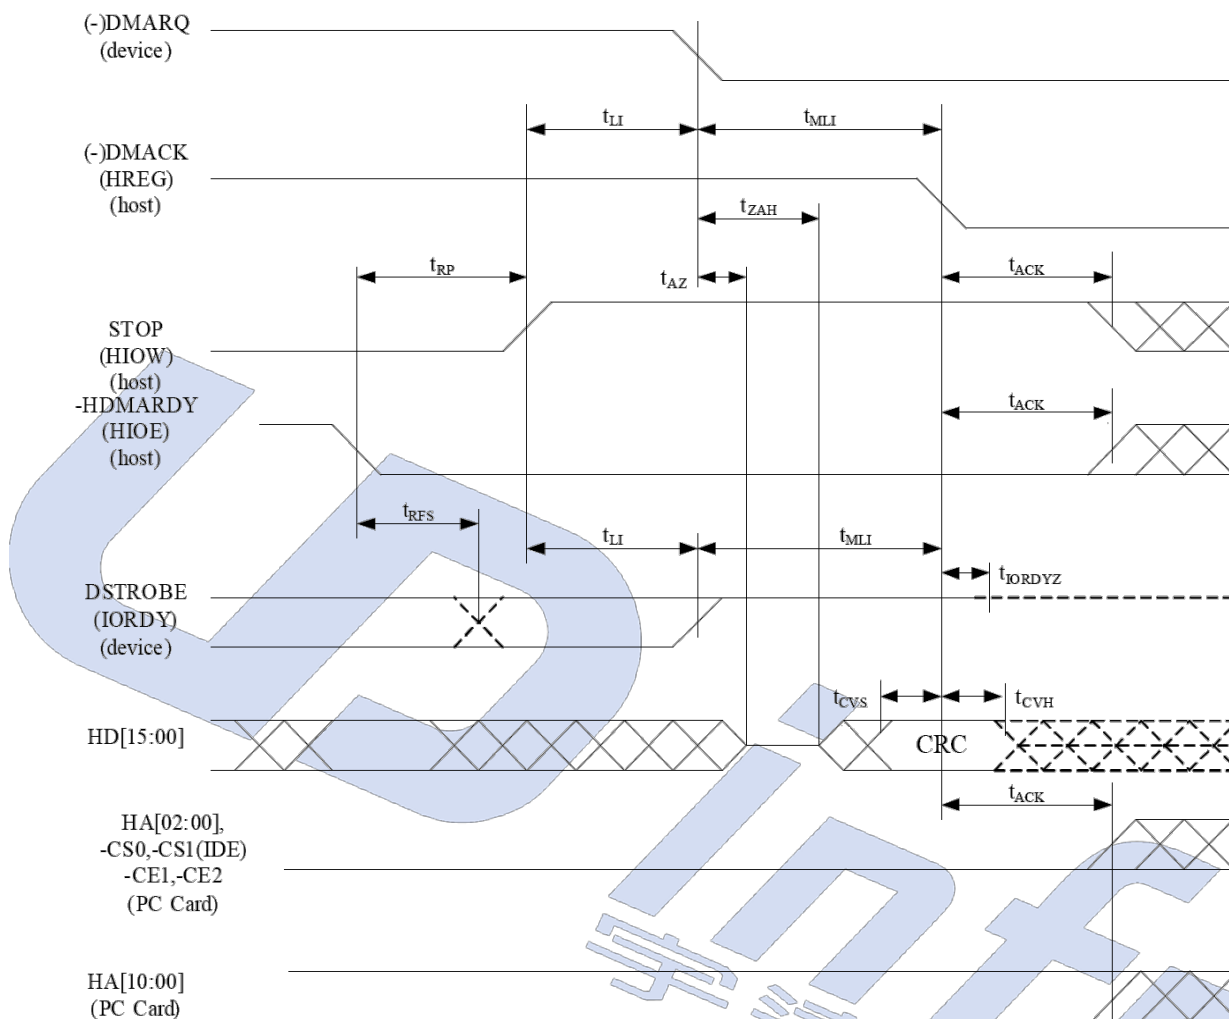 (-)DMARQ
(device)
tLI
tMLI
(-)DMACK
(HREG)
(host)
tZAH
tRP
tAZ
tACK
STOP
(HIOW)
(host)
-HDMARDY
(HIOE)
(host)
tACK
tRFS
tLI
tMLI
tIORDYZ
DSTROBE
(IORDY)
(device)
tCVS
tCVH
HD[15:00]
CRC
tACK
HA[02:00],
-CS0,-CS1(IDE)
-CE1,-CE2
(PC Card)
HA[10:00]
(PC Card)